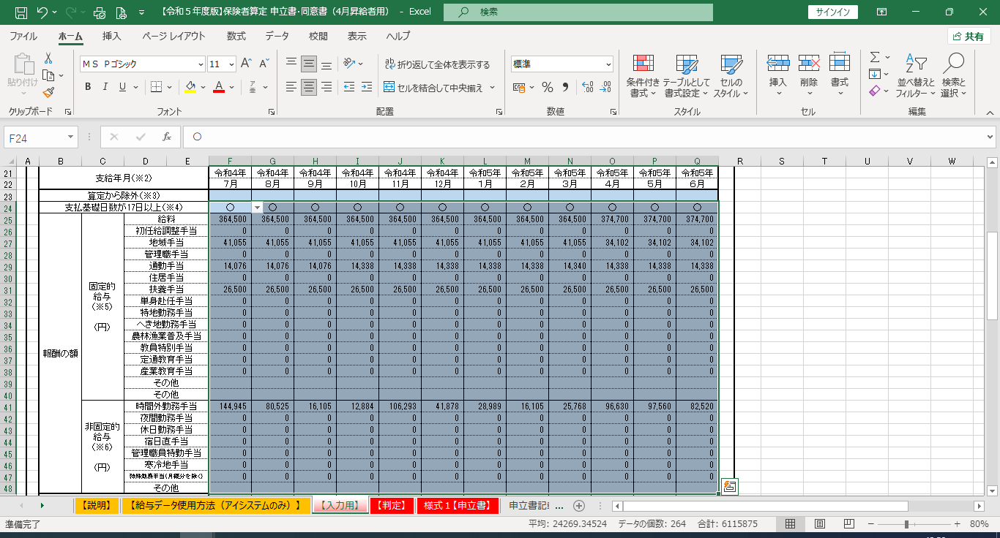 【令和５年度版】保険者算定 申立書・同意書（4月昇給者用） - Excel
検索
サインイン
ファイル ホーム 挿入 ページ レイアウト 数式 データ 校閲 表示 ヘルプ
共有
貼り付け
ＭＳ Ｐゴシック 11
B I U
折り返して全体を表示する
セルを結合して中央揃え
標準
条件付き書式
テーブルとして書式設定
セルのスタイル
挿入 削除 書式
並べ替えとフィルター
検索と選択
クリップボード フォント 配置 数値 スタイル セル 編集
F24 fx ○
A B C D E F G H I J K L M N O P Q R S T U V W
21 支給年月(※2) 令和4年 令和4年 令和4年 令和4年 令和4年 令和4年 令和5年 令和5年 令和5年 令和5年 令和5年 令和5年
22 7月 8月 9月 10月 11月 12月 1月 2月 3月 4月 5月 6月
23 算定から除外(※3)
24 支払基礎日数が17日以上(※4) ○ ○ ○ ○ ○ ○ ○ ○ ○ ○ ○ ○
報酬の額
固定的
給与
(※5)
(円)
25 給料 364,500 364,500 364,500 364,500 364,500 364,500 364,500 364,500 364,500 374,700 374,700 374,700
26 初任給調整手当 0 0 0 0 0 0 0 0 0 0 0 0
27 地域手当 41,055 41,055 41,055 41,055 41,055 41,055 41,055 41,055 41,055 34,102 34,102 34,102
28 管理職手当 0 0 0 0 0 0 0 0 0 0 0 0
29 通勤手当 14,076 14,076 14,076 14,338 14,338 14,338 14,338 14,338 14,340 14,338 14,338 14,338
30 住居手当 0 0 0 0 0 0 0 0 0 0 0 0
31 扶養手当 26,500 26,500 26,500 26,500 26,500 26,500 26,500 26,500 26,500 26,500 26,500 26,500
32 単身赴任手当 0 0 0 0 0 0 0 0 0 0 0 0
33 特地勤務手当 0 0 0 0 0 0 0 0 0 0 0 0
34 へき地勤務手当 0 0 0 0 0 0 0 0 0 0 0 0
35 農林漁業普及手当 0 0 0 0 0 0 0 0 0 0 0 0
36 教員特別手当 0 0 0 0 0 0 0 0 0 0 0 0
37 定通教育手当 0 0 0 0 0 0 0 0 0 0 0 0
38 産業教育手当 0 0 0 0 0 0 0 0 0 0 0 0
39 その他
40 その他
非固定的
給与
(※6)
(円)
41 時間外勤務手当 144,945 80,525 16,105 12,884 106,293 41,878 28,989 16,105 25,768 96,630 97,560 82,520
42 夜間勤務手当 0 0 0 0 0 0 0 0 0 0 0 0
43 休日勤務手当 0 0 0 0 0 0 0 0 0 0 0 0
44 宿日直手当 0 0 0 0 0 0 0 0 0 0 0 0
45 管理職員特勤手当 0 0 0 0 0 0 0 0 0 0 0 0
46 寒冷地手当 0 0 0 0 0 0 0 0 0 0 0 0
47 特殊勤務手当(月額分を除く) 0 0 0 0 0 0 0 0 0 0 0 0
48 その他
【説明】 【給与データ使用方法（アイシステムのみ）】 【入力用】 【判定】 様式１【申立書】 申立書記 ...
準備完了 平均: 24269.34524 データの個数: 264 合計: 6115875 80%